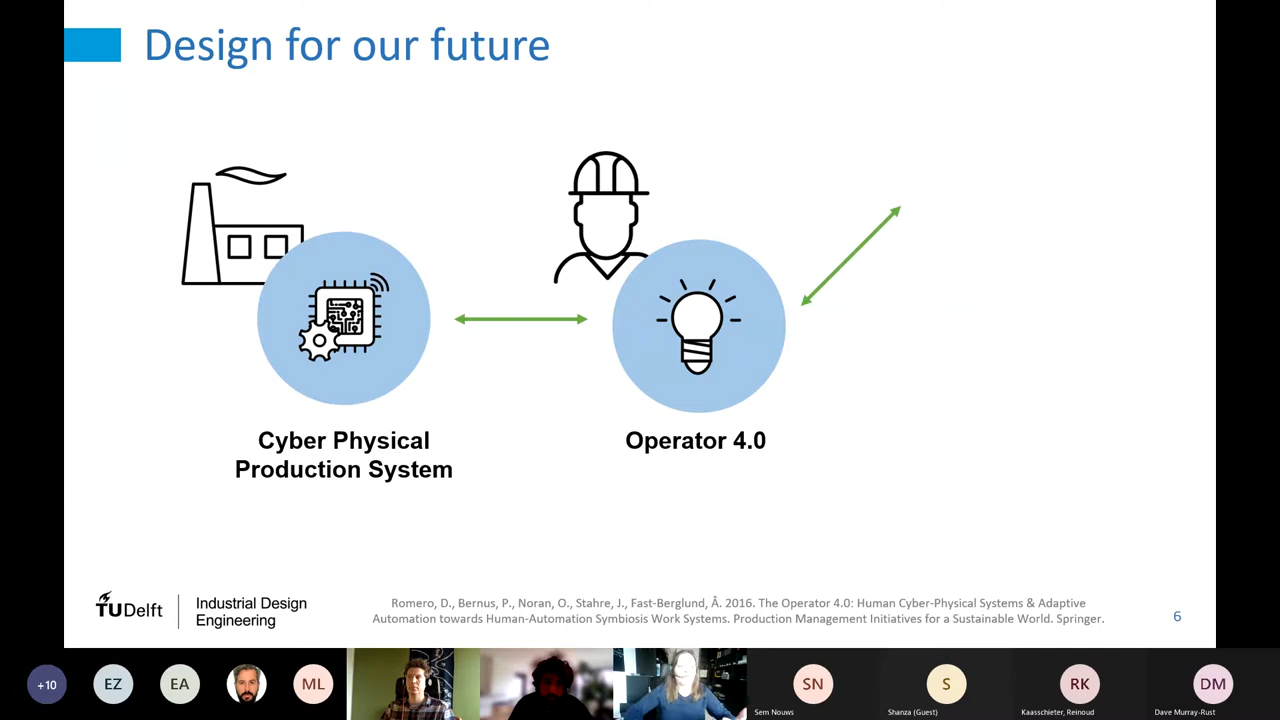 Design for our future
Cyber Physical
Production System
Operator 4.0
TUDelft
Industrial Design
Engineering
Romero, D., Bernus, P., Noran, O., Stahre, J., Fast-Berglund, Å. 2016. The Operator 4.0: Human Cyber-Physical Systems & Adaptive
Automation towards Human-Automation Symbiosis Work Systems. Production Management Initiatives for a Sustainable World. Springer.
6
+10
EZ
EA
ML
SN
Sem Nouws
S
Shanza (Guest)
RK
Kaasschieter, Reinoud
DM
Dave Murray-Rust